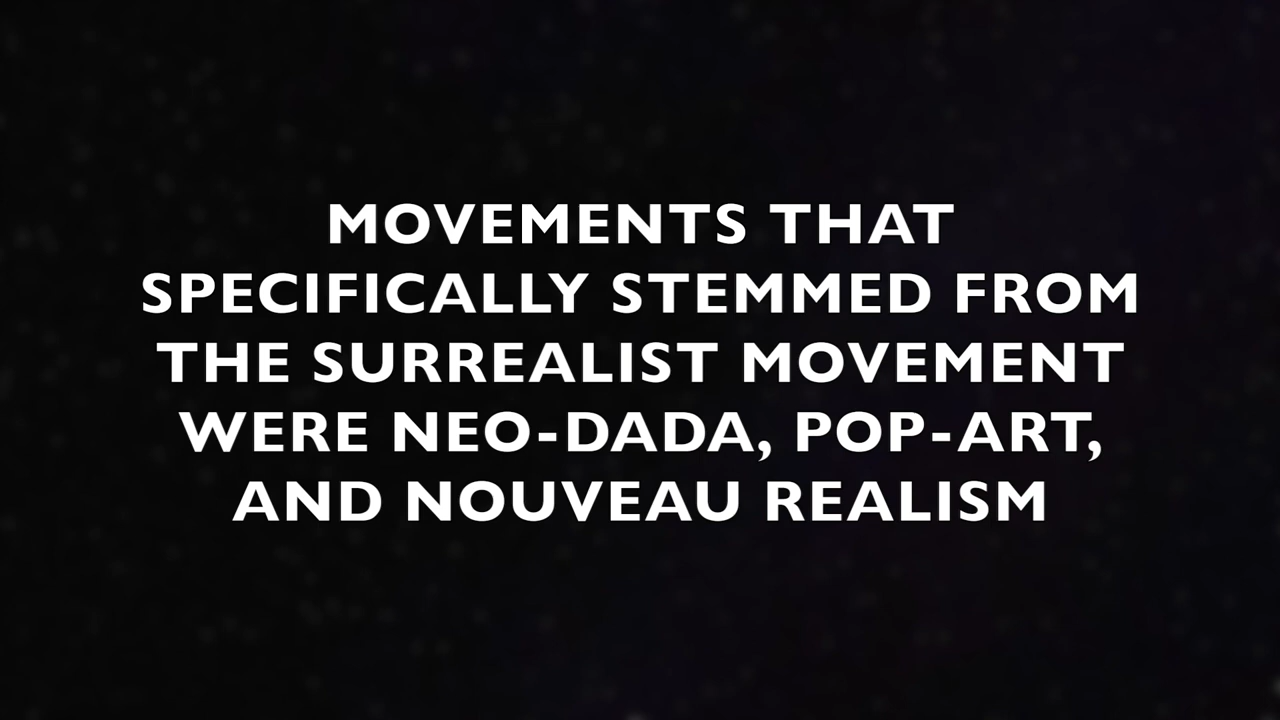 MOVEMENTS THAT
SPECIFICALLY STEMMED FROM
THE SURREALIST MOVEMENT
WERE NEO-DADA, POP-ART,
AND NOUVEAU REALISM